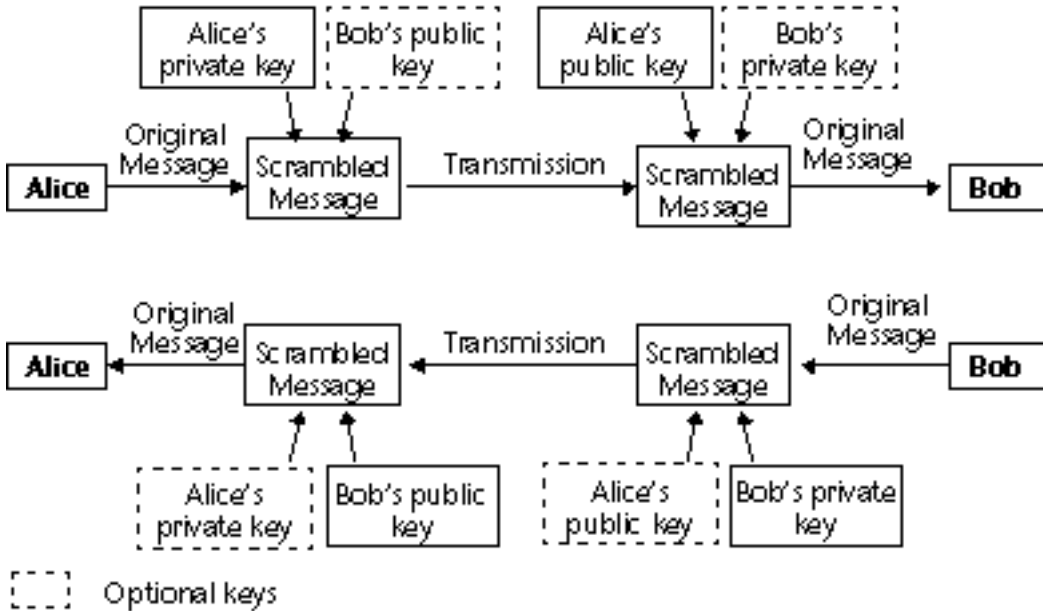 Alice's
private key
Bob's public
key
Alice's
public key
Bob's
private key
Original
Message
Alice
Scrambled
Message
Transmission
Scrambled
Message
Original
Message
Bob
Original
Message
Alice
Scrambled
Message
Transmission
Scrambled
Message
Original
Message
Bob
Alice's
private key
Bob's public
key
Alice's
public key
Bob's private
key
Optional keys